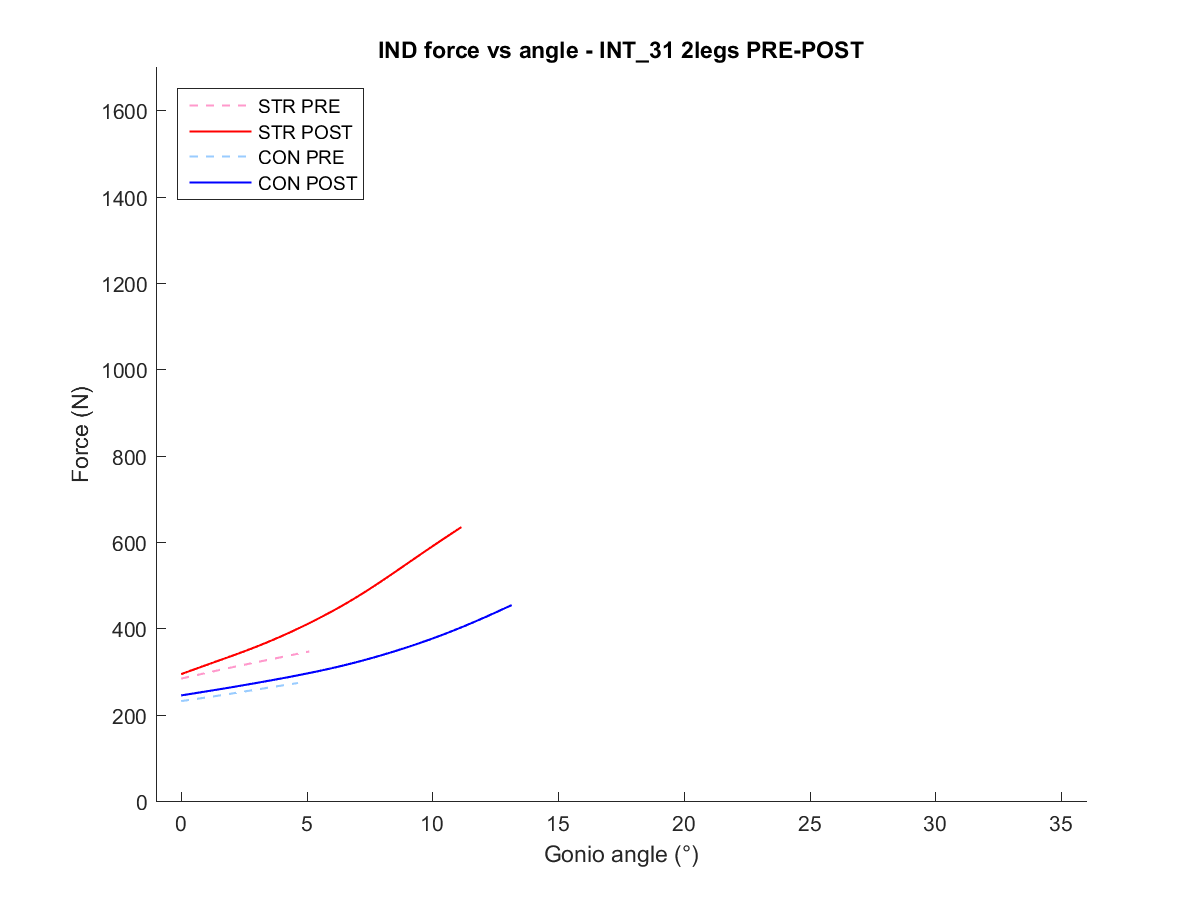 IND force vs angle - INT_31 2legs PRE-POST
STR PRE
STR POST
CON PRE
CON POST
1600
1400
1200
1000
800
600
400
200
0
Force (N)
0 5 10 15 20 25 30 35
Gonio angle (°)